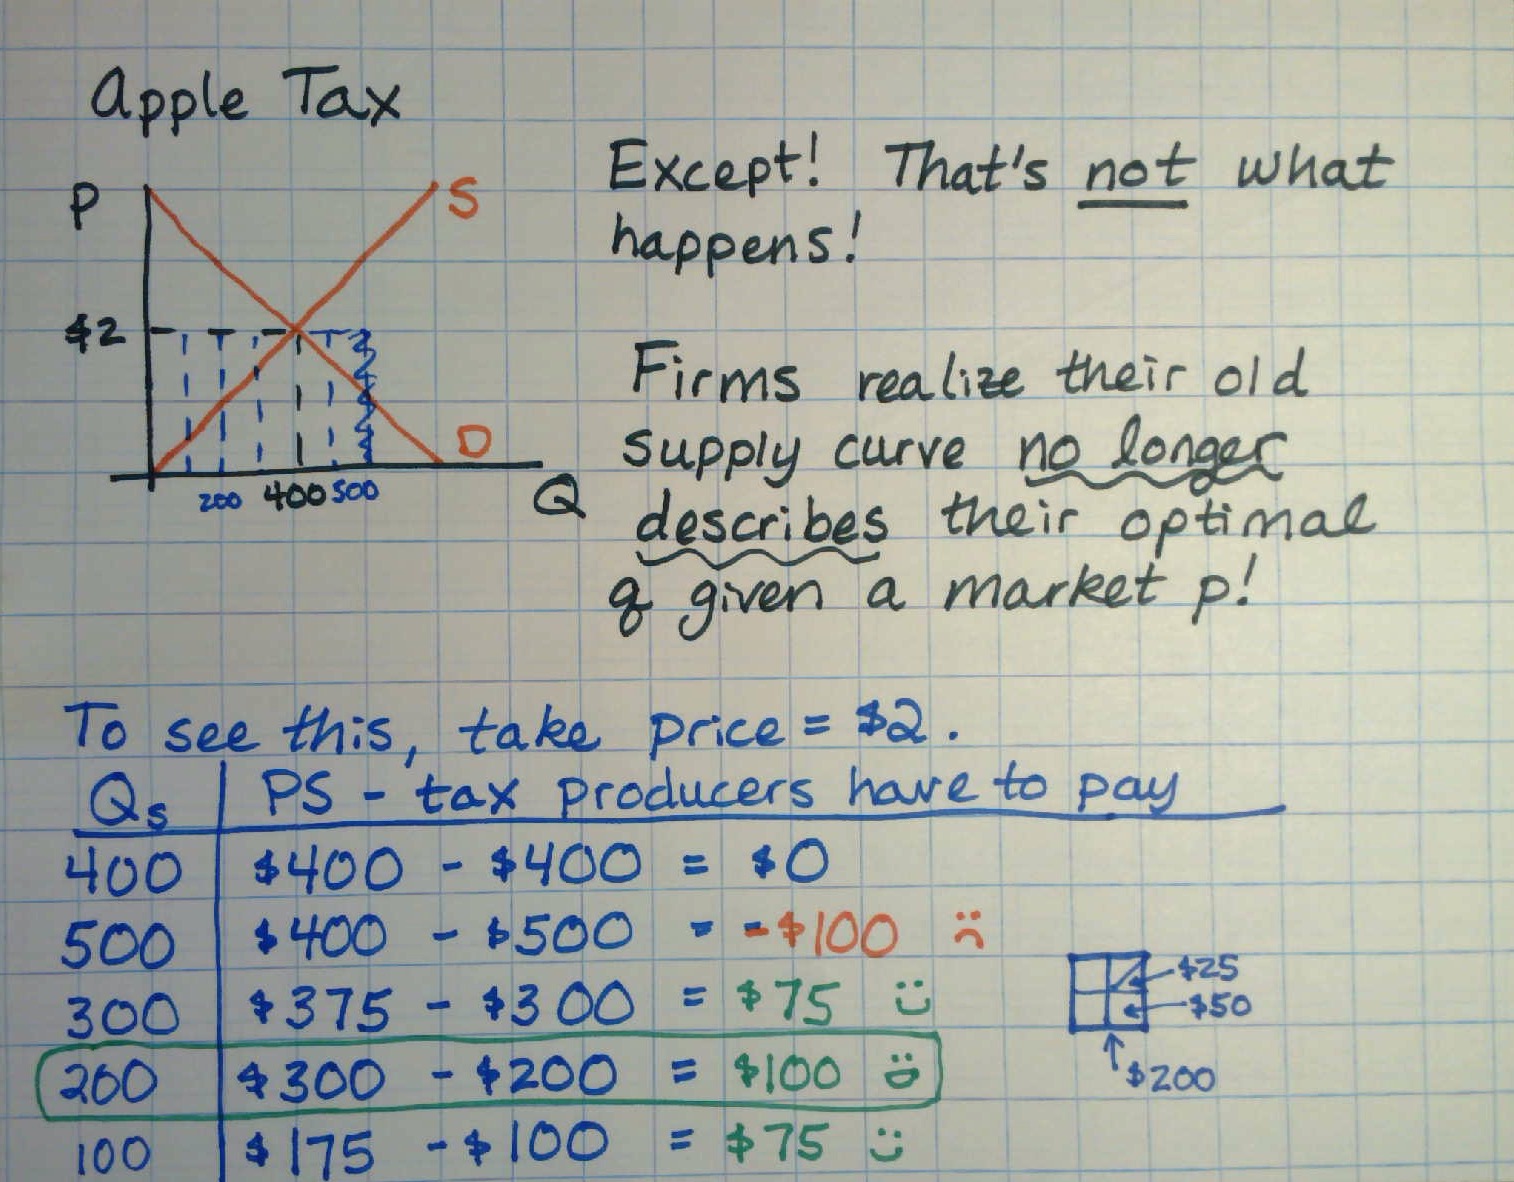 Apple Tax
Except! That's not what
happens!
P
S
$2
D
200 400 500
Q
Firms realize their old
supply curve no longer
describes their optimal
q given a market p!
To see this, take price = $2.
Qs | PS - tax producers have to pay
400 | $400 - $400 = $0
500 | $400 - $500 = -$100 :(
300 | $375 - $300 = $75 :)
200 | $300 - $200 = $100 :D
100 | $175 - $100 = $75 :)
$25
$50
$200